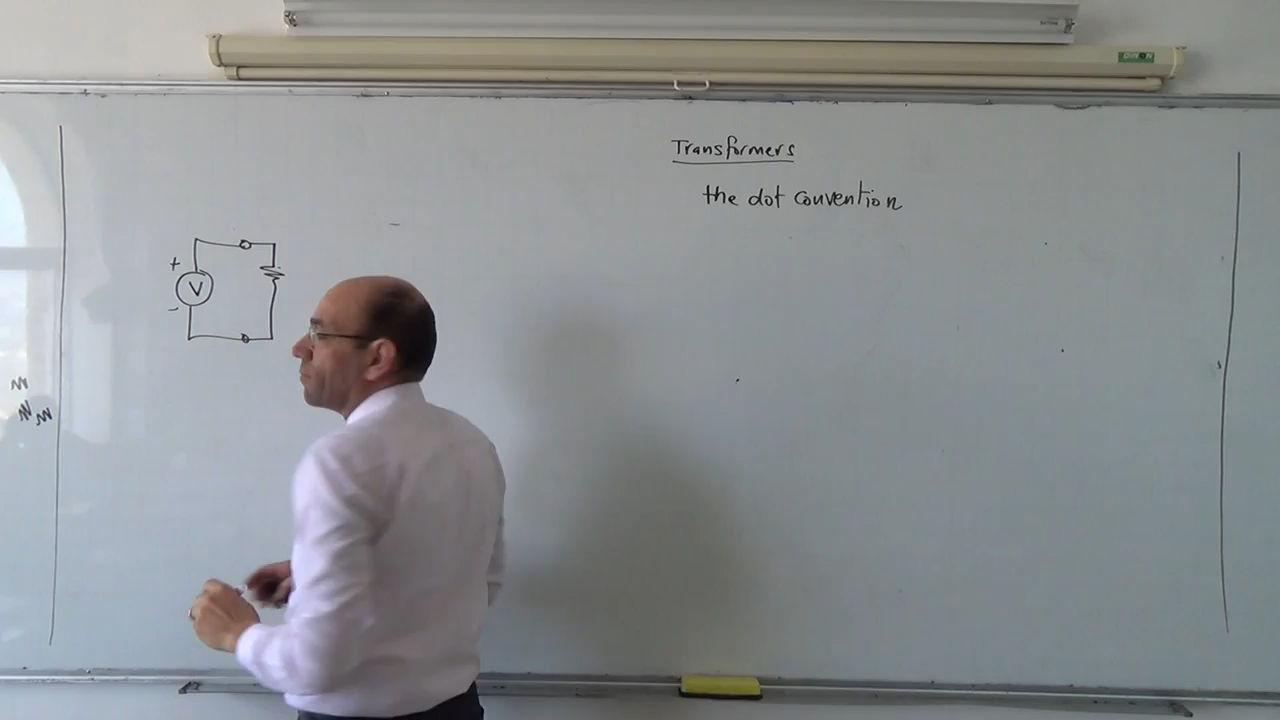 Transformers
the dot convention
+
V
-